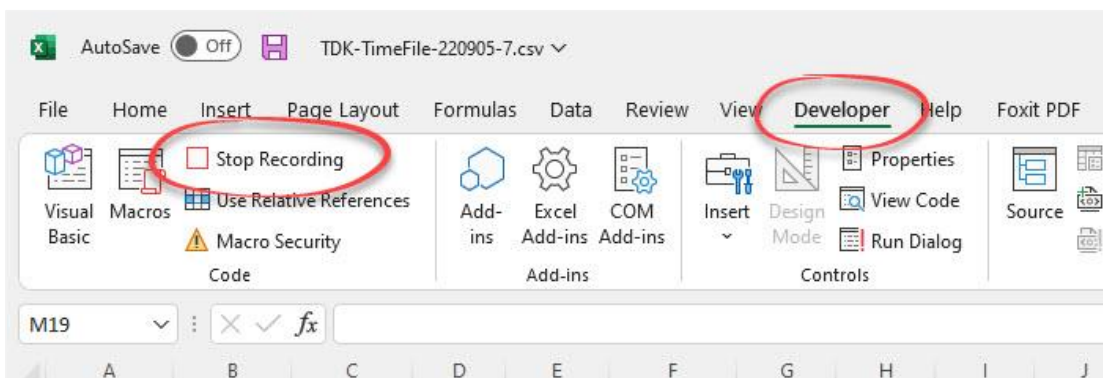 AutoSave Off TDK-TimeFile-220905-7.csv
File Home Insert Page Layout Formulas Data Review View Developer Help Foxit PDF
Stop Recording Properties
Use Relative References View Code
Visual Basic Macros Add-ins Excel Add-ins COM Add-ins Insert Design Mode Source
Macro Security Run Dialog
Code Add-ins Controls
M19 fx
A B C D E F G H I J